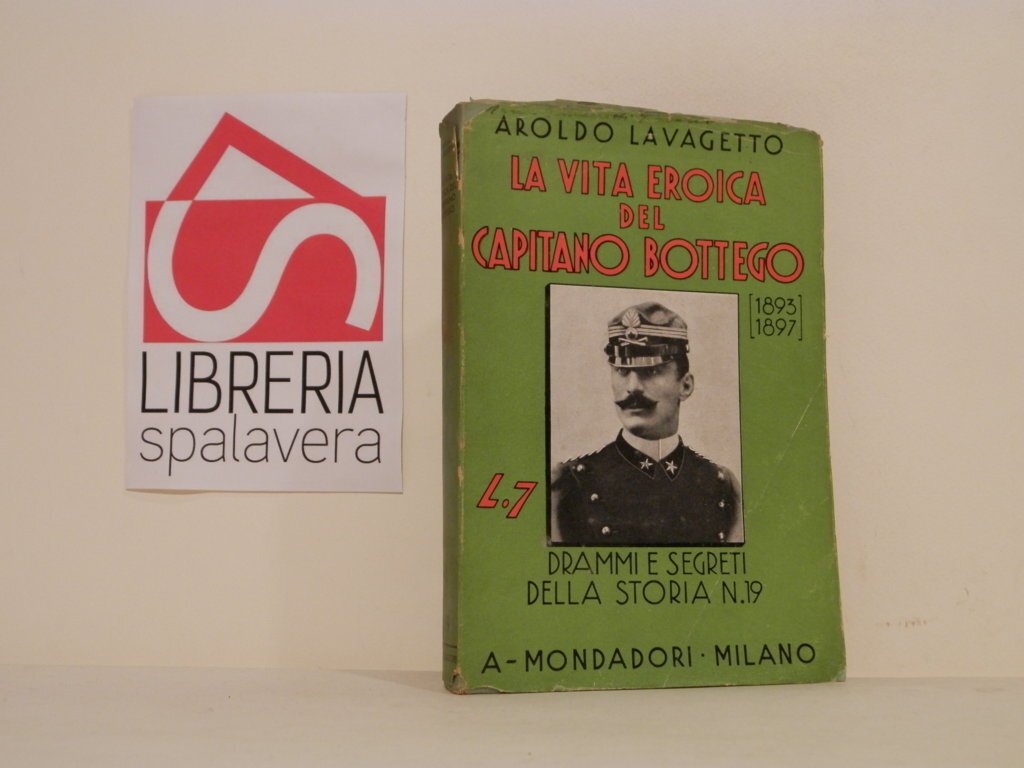 LIBRERIA
spalavera
AROLDO LAVAGETTO
LA VITA EROICA
DEL
CAPITANO BOTTEGO
[1893]
[1897]
L.7
DRAMMI E SEGRETI
DELLA STORIA N.19
A-MONDADORI · MILANO